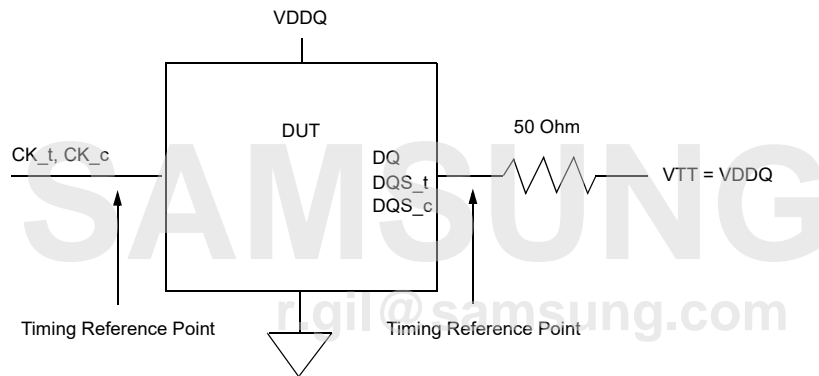 VDDQ
DUT
50 Ohm
CK_t, CK_c
DQ
DQS_t
DQS_c
VTT = VDDQ
SAMSUNG
r.gil@samsung.com
Timing Reference Point
Timing Reference Point